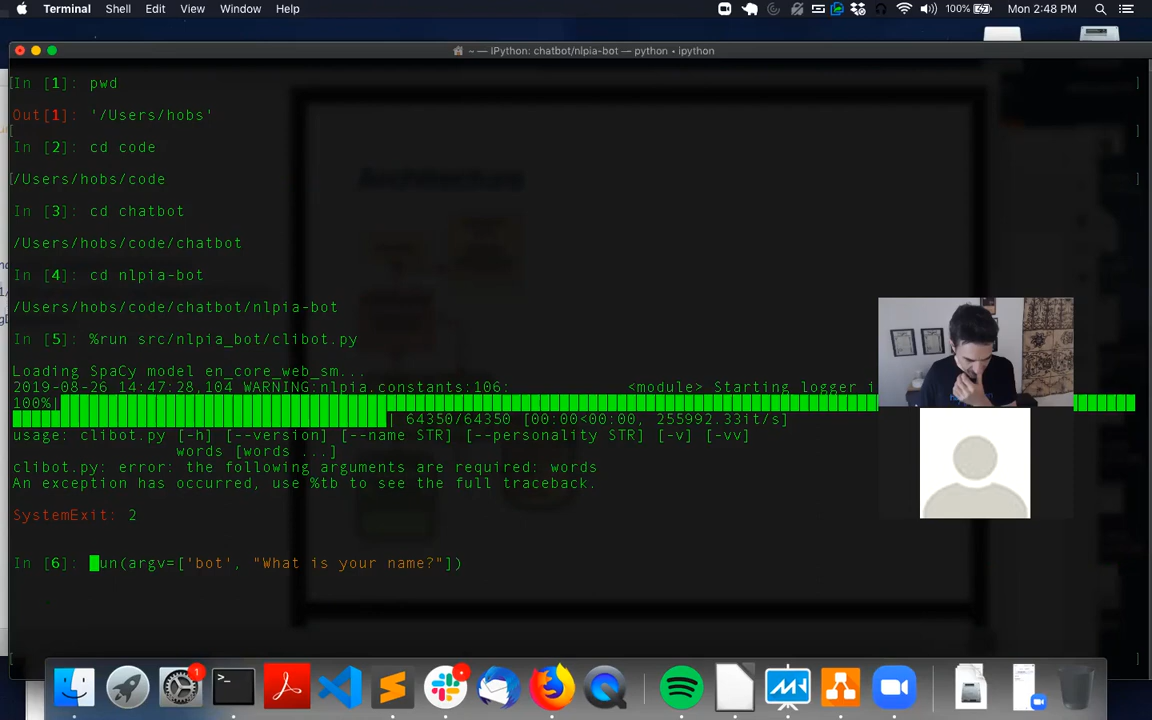 Terminal Shell Edit View Window Help 100% Mon 2:48 PM
~ — IPython: chatbot/nlpia-bot — python • ipython
In [1]: pwd
Out[1]: '/Users/hobs'
In [2]: cd code
/Users/hobs/code
In [3]: cd chatbot
/Users/hobs/code/chatbot
In [4]: cd nlpia-bot
/Users/hobs/code/chatbot/nlpia-bot
In [5]: %run src/nlpia_bot/clibot.py
Loading SpaCy model en_core_web_sm...
2019-08-26 14:47:28,104 WARNING:nlpia.constants:106: <module> Starting logger i
100%|
| 64350/64350 [00:00<00:00, 255992.33it/s]
usage: clibot.py [-h] [--version] [--name STR] [--personality STR] [-v] [-vv]
words [words ...]
clibot.py: error: the following arguments are required: words
An exception has occurred, use %tb to see the full traceback.
SystemExit: 2
In [6]: un(argv=['bot', "What is your name?"])
Architecture
1
>_